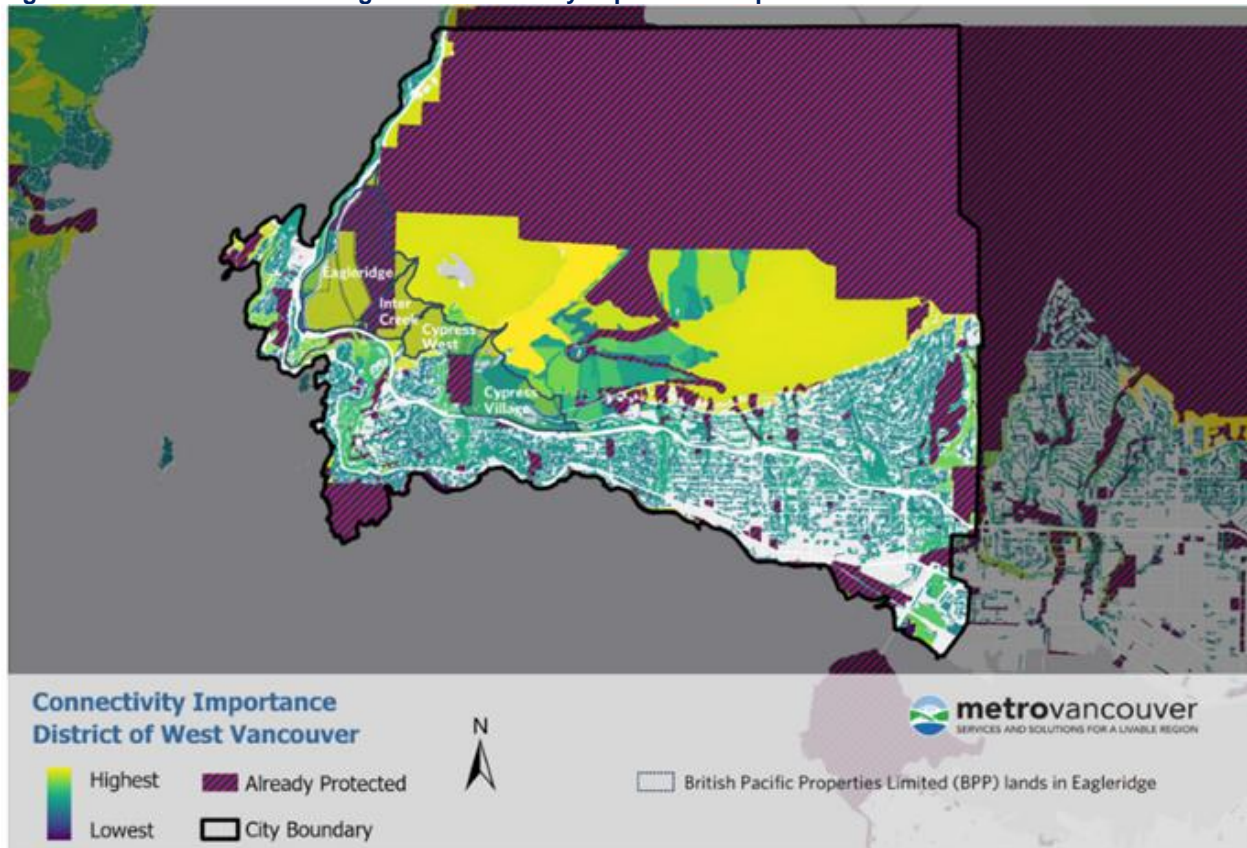 Eagleridge
Inter
Creek
Cypress
West
Cypress
Village
Connectivity Importance
District of West Vancouver
Highest
Lowest
Already Protected
City Boundary
N
metrovancouver
SERVICES AND SOLUTIONS FOR A LIVABLE REGION
British Pacific Properties Limited (BPP) lands in Eagleridge